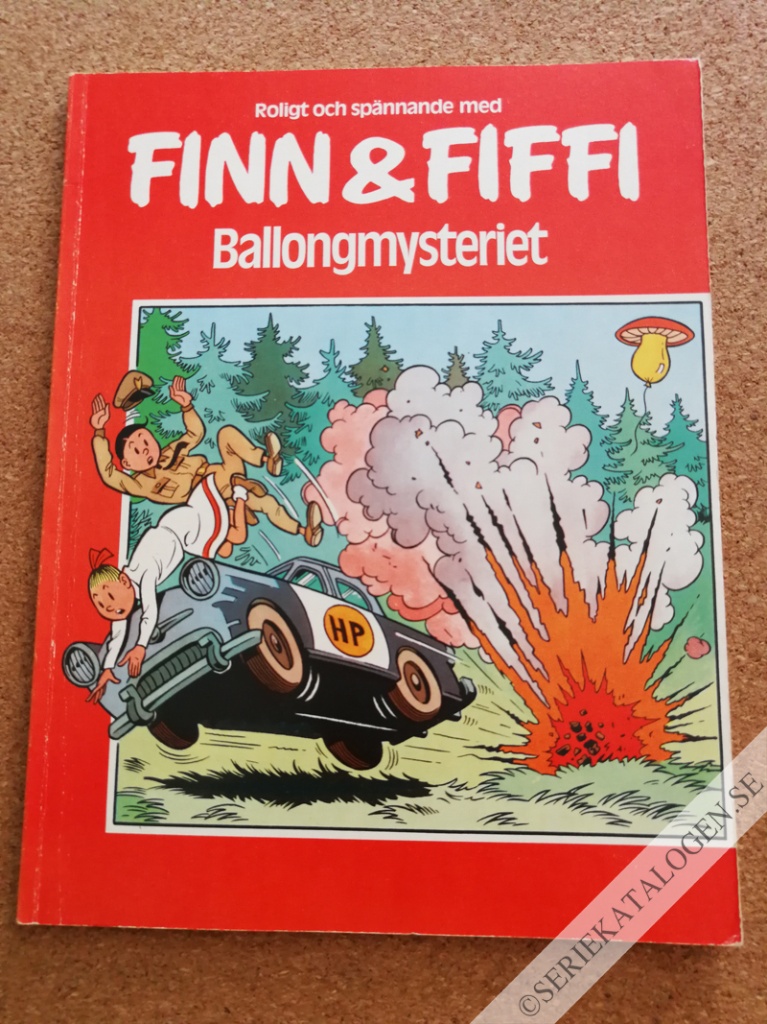 Roligt och spännande med
FINN & FIFFI
Ballongmysteriet
HP
©SERIEKATALOGEN.SE